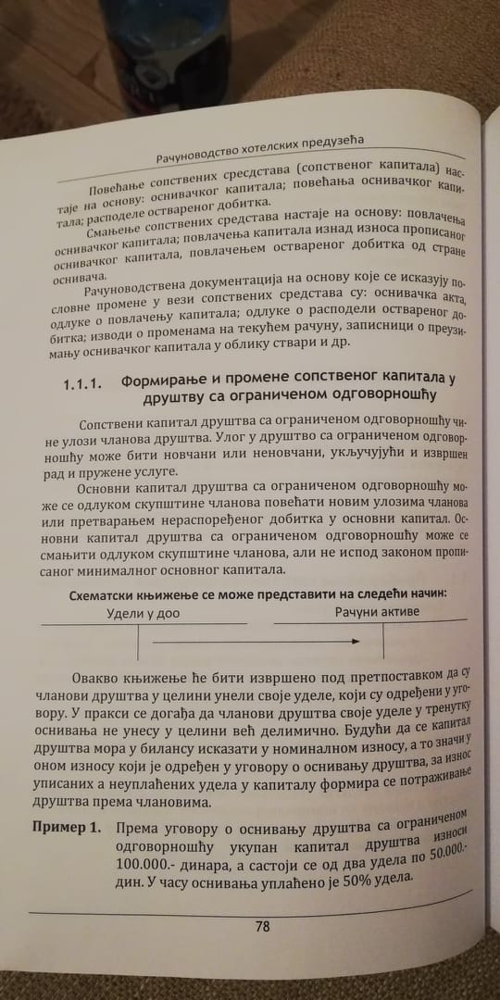 Рачуноводство хотелских предузећа
Повећање сопствених сресдстава (сопственог капитала) нас-
таје на основу: оснивачког капитала; повећања оснивачког капи-
тала; расподеле оствареног добитка.
Смањење сопствених средстава настаје на основу: повлачења
оснивачког капитала; повлачења капитала изнад износа прописаног
оснивачког капитала, повлачењем оствареног добитка од стране
оснивача.
Рачуноводствена документација на основу које се исказују по-
словне промене у вези сопствених средстава су: оснивачка акта,
одлуке о повлачењу капитала; одлуке о расподели оствареног до-
битка; изводи о променама на текућем рачуну, записници о преузи-
мању оснивачког капитала у облику ствари и др.
1.1.1. Формирање и промене сопственог капитала у
друштву са ограниченом одговорношћу
Сопствени капитал друштва са ограниченом одговорношћу чи-
не улози чланова друштва. Улог у друштво са ограниченом одговор-
ношћу може бити новчани или неновчани, укључујући и извршен
рад и пружене услуге.
Основни капитал друштва са ограниченом одговорношћу мо-
же се одлуком скупштине чланова повећати новим улозима чланова
или претварањем нераспоређеног добитка у основни капитал. Ос-
новни капитал друштва са ограниченом одговорношћу може се
смањити одлуком скупштине чланова, али не испод законом пропи-
саног минималног основног капитала.
Схематски књижење се може представити на следећи начин:
Удели у доо Рачуни активе
Овакво књижење ће бити извршено под претпоставком да су
чланови друштва у целини унели своје уделе, који су одређени у уго-
вору. У пракси се догађа да чланови друштва своје уделе у тренутку
оснивања не унесу у целини већ делимично. Будући да се капитал
друштва мора у билансу исказати у номиналном износу, а то значи у
оном износу који је одређен у уговору о оснивању друштва, за износ
уписаних а неуплаћених удела у капиталу формира се потраживање
друштва према члановима.
Пример 1. Према уговору о оснивању друштва са ограниченом
одговорношћу укупан капитал друштва износи
100.000.- динара, а састоји се од два удела по 50.000.-
дин. У часу оснивања уплаћено је 50% удела.
78